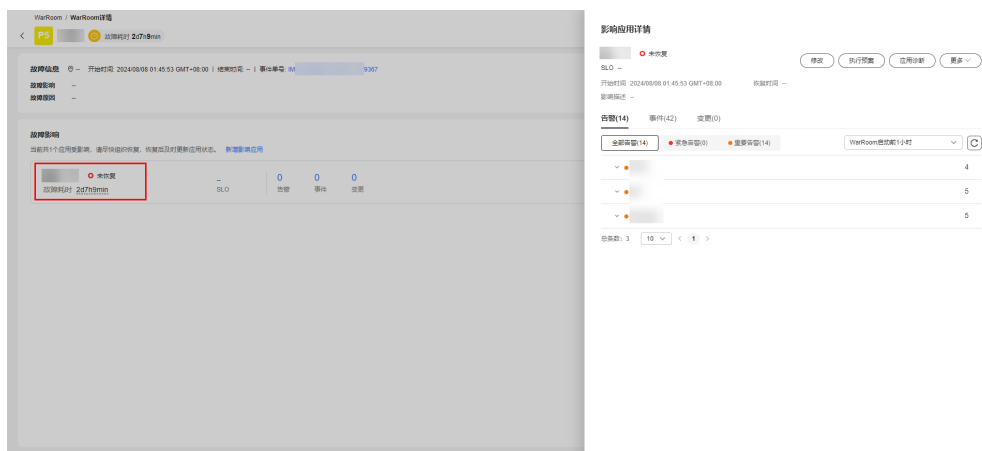 WarRoom / WarRoom详情
P5 故障耗时 2d7h9min
故障信息 – 开始时间: 2024/08/08 01:45:53 GMT+08:00 | 结束时间: – | 事件单号: IM 9367
故障影响 –
故障原因 –
故障影响
当前共1个应用受影响，请尽快组织恢复，恢复后及时更新应用状态。 新增影响应用
未恢复
故障耗时 2d7h9min
--
SLO
0
告警
0
事件
0
变更
影响应用详情
未恢复
SLO --
修改 执行预案 应用诊断 更多
开始时间 2024/08/08 01:45:53 GMT+08:00 恢复时间 --
影响描述 --
告警(14) 事件(42) 变更(0)
全部告警(14) 紧急告警(0) 重要告警(14) WarRoom启动前1小时
4
5
5
总条数: 3 10 < 1 >